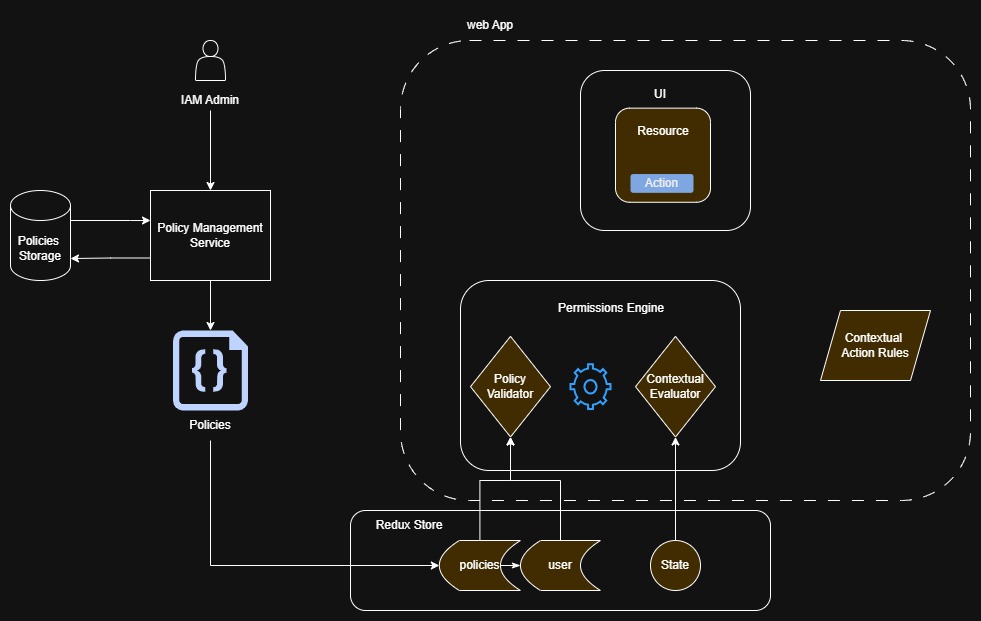 web App
IAM Admin
UI
Resource
Action
Policy Management
Service
Policies
Storage
Permissions Engine
Policy
Validator
Contextual
Evaluator
Contextual
Action Rules
{}
Policies
Redux Store
policies
user
State